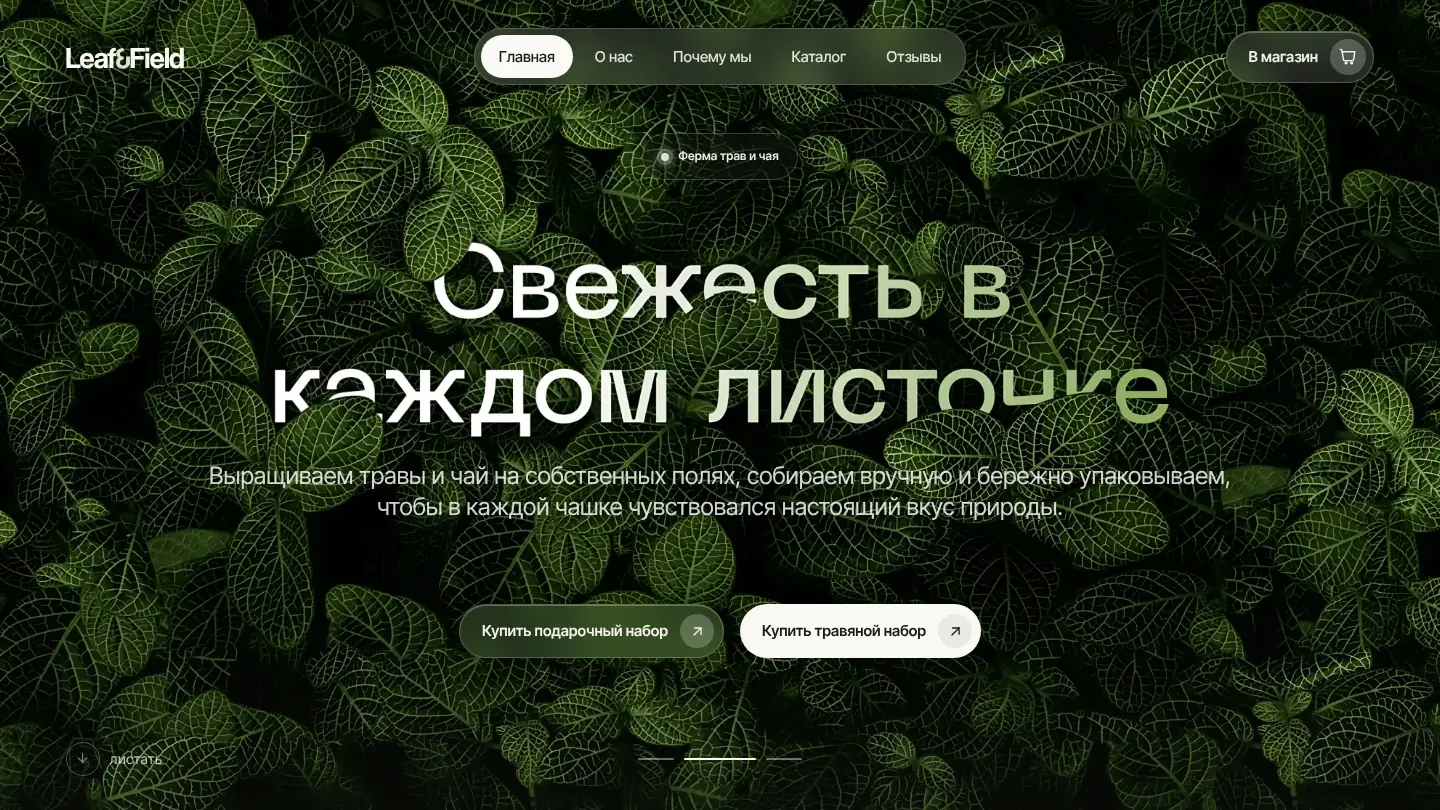 Leaf&Field
Главная
О нас
Почему мы
Каталог
Отзывы
В магазин
Ферма трав и чая
Свежесть в
каждом листочке
Выращиваем травы и чай на собственных полях, собираем вручную и бережно упаковываем,
чтобы в каждой чашке чувствовался настоящий вкус природы.
Купить подарочный набор
Купить травяной набор
листать